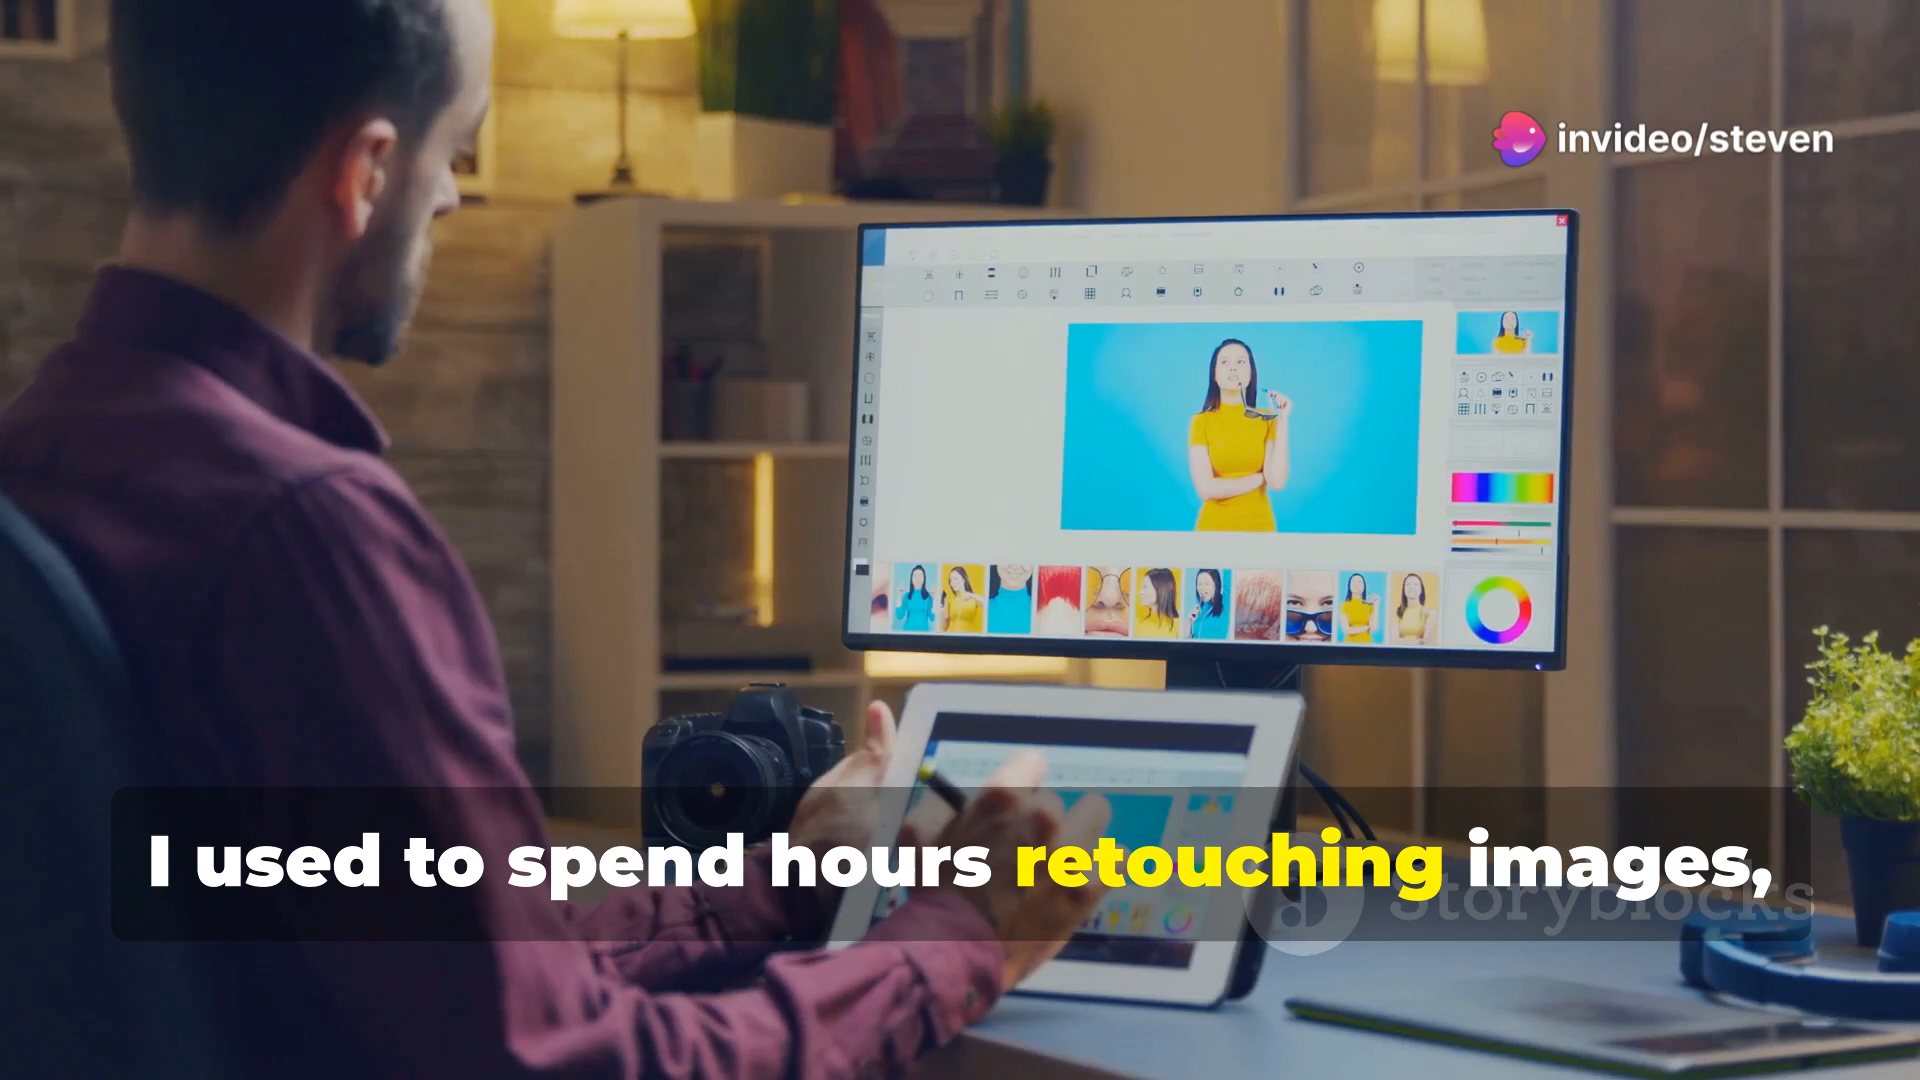 invideo/steven
I used to spend hours retouching images,
Storyblocks